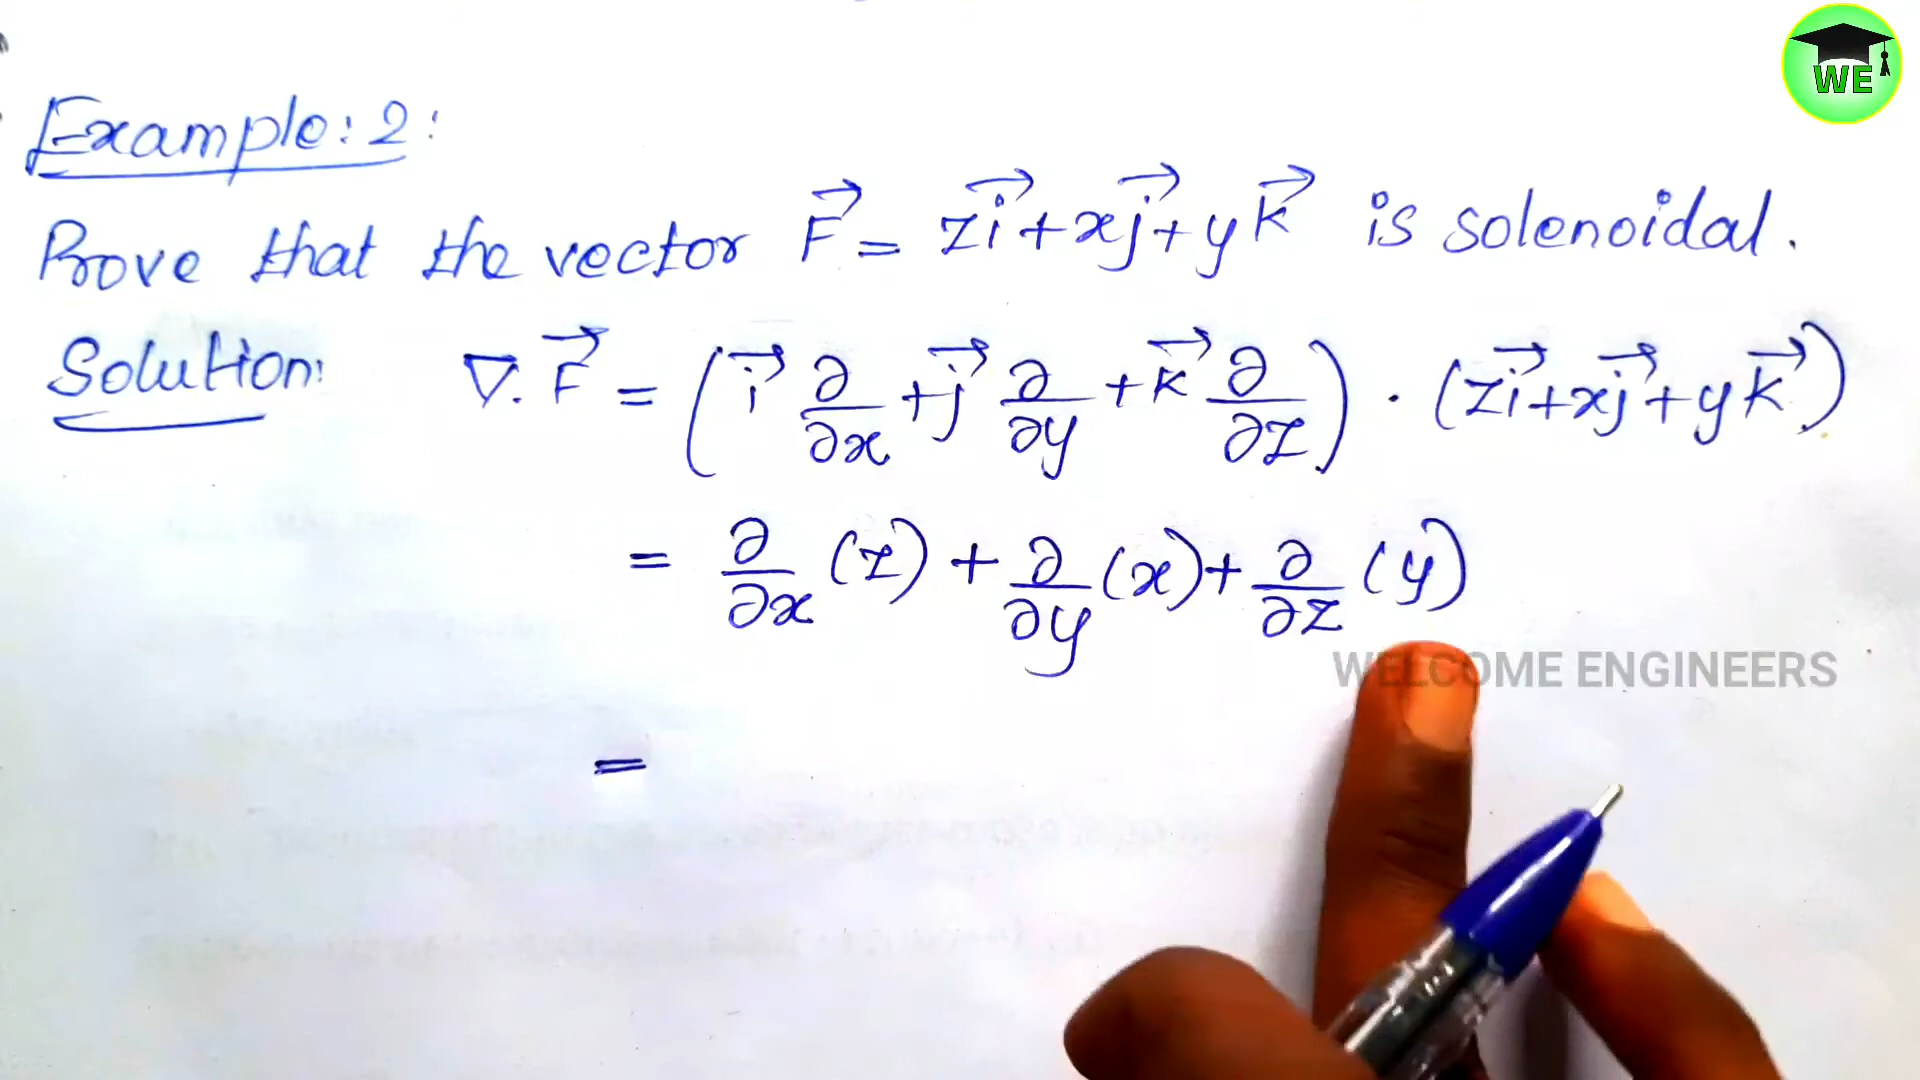 WE
Example: 2:
Prove that the vector F⃗ = zi⃗ + xj⃗ + yk⃗ is solenoidal.
Solution: ∇. F⃗ = (i⃗ ∂/∂x + j⃗ ∂/∂y + k⃗ ∂/∂z) · (zi⃗ + xj⃗ + yk⃗)
= ∂/∂x (z) + ∂/∂y (x) + ∂/∂z (y)
WELCOME ENGINEERS
=